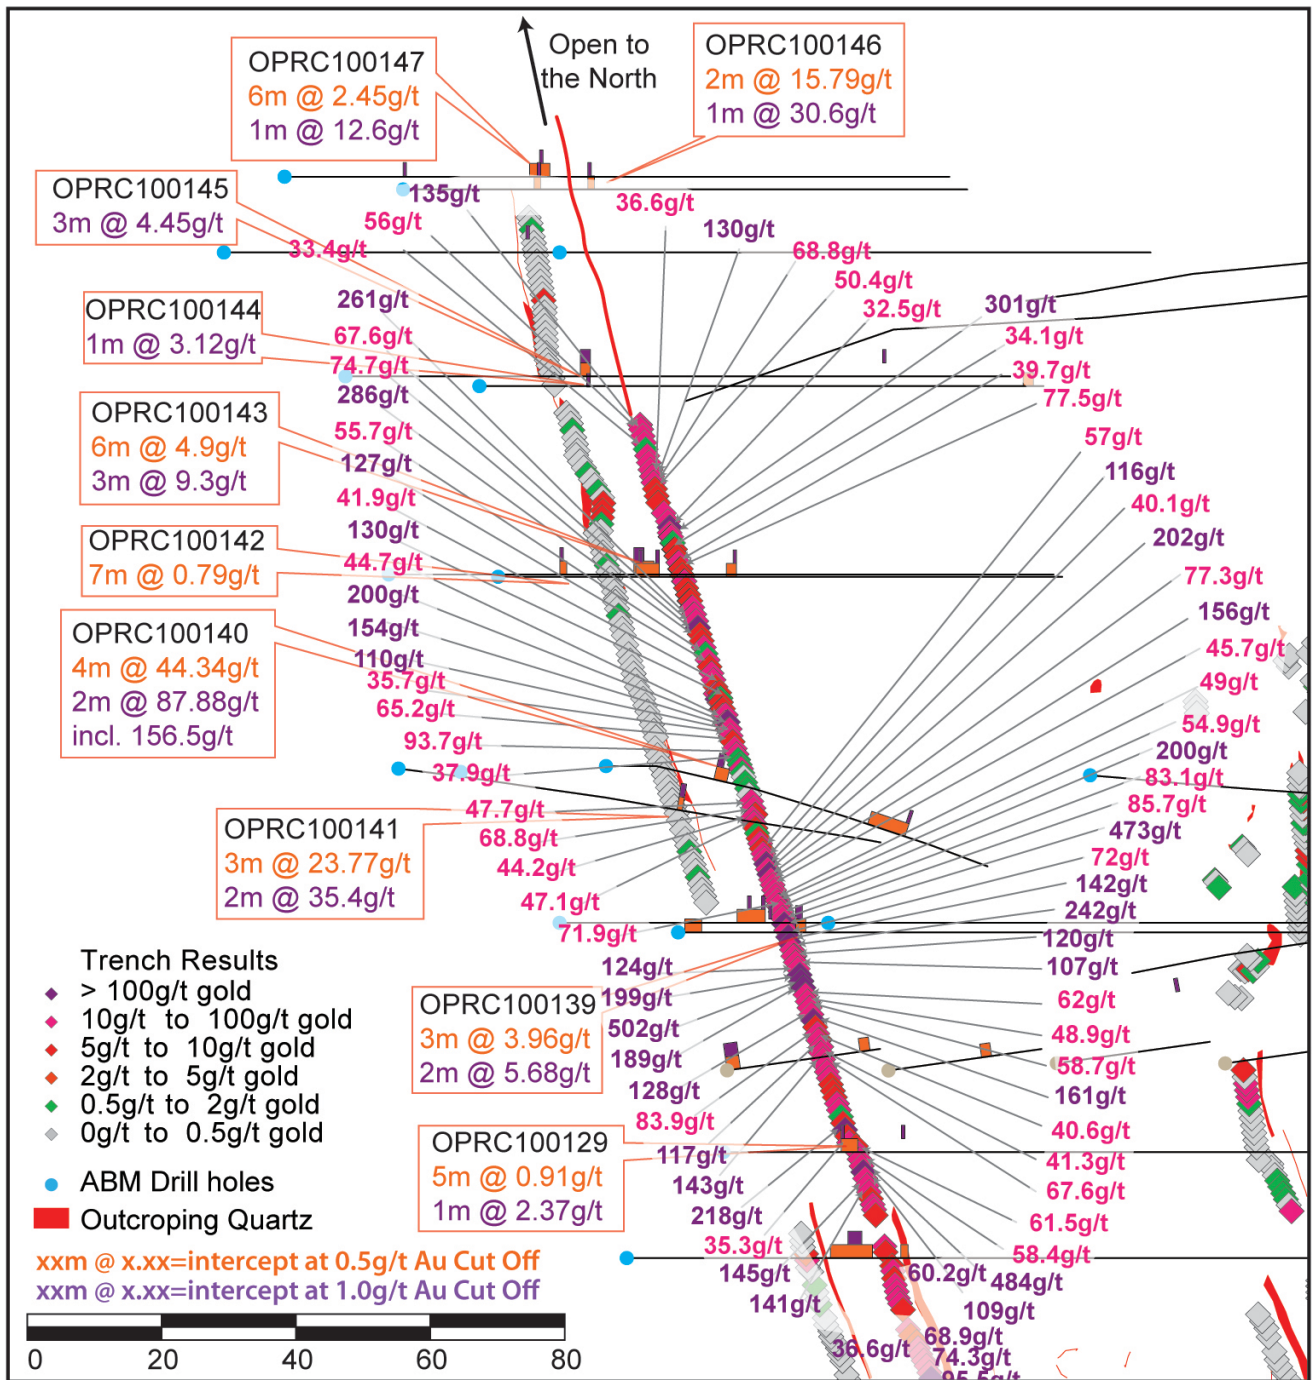 OPRC100147
6m @ 2.45g/t
1m @ 12.6g/t
Open to
the North
OPRC100146
2m @ 15.79g/t
1m @ 30.6g/t
OPRC100145
3m @ 4.45g/t
135g/t
56g/t
33.4g/t
36.6g/t
130g/t
68.8g/t
50.4g/t
32.5g/t
301g/t
34.1g/t
39.7g/t
77.5g/t
OPRC100144
1m @ 3.12g/t
261g/t
67.6g/t
74.7g/t
286g/t
OPRC100143
6m @ 4.9g/t
3m @ 9.3g/t
55.7g/t
127g/t
41.9g/t
130g/t
OPRC100142
7m @ 0.79g/t
44.7g/t
200g/t
154g/t
110g/t
35.7g/t
65.2g/t
93.7g/t
37.9g/t
OPRC100140
4m @ 44.34g/t
2m @ 87.88g/t
incl. 156.5g/t
57g/t
116g/t
40.1g/t
202g/t
77.3g/t
156g/t
45.7g/t
49g/t
54.9g/t
200g/t
83.1g/t
85.7g/t
473g/t
72g/t
142g/t
242g/t
120g/t
107g/t
62g/t
48.9g/t
58.7g/t
161g/t
40.6g/t
41.3g/t
67.6g/t
61.5g/t
58.4g/t
OPRC100141
3m @ 23.77g/t
2m @ 35.4g/t
47.7g/t
68.8g/t
44.2g/t
47.1g/t
71.9g/t
124g/t
199g/t
502g/t
189g/t
128g/t
83.9g/t
117g/t
143g/t
218g/t
35.3g/t
145g/t
141g/t
OPRC100139
3m @ 3.96g/t
2m @ 5.68g/t
OPRC100129
5m @ 0.91g/t
1m @ 2.37g/t
60.2g/t
484g/t
109g/t
68.9g/t
36.6g/t
74.3g/t
95.5g/t
Trench Results
> 100g/t gold
10g/t to 100g/t gold
5g/t to 10g/t gold
2g/t to 5g/t gold
0.5g/t to 2g/t gold
0g/t to 0.5g/t gold
ABM Drill holes
Outcroping Quartz
xxm @ x.xx=intercept at 0.5g/t Au Cut Off
xxm @ x.xx=intercept at 1.0g/t Au Cut Off
0 20 40 60 80